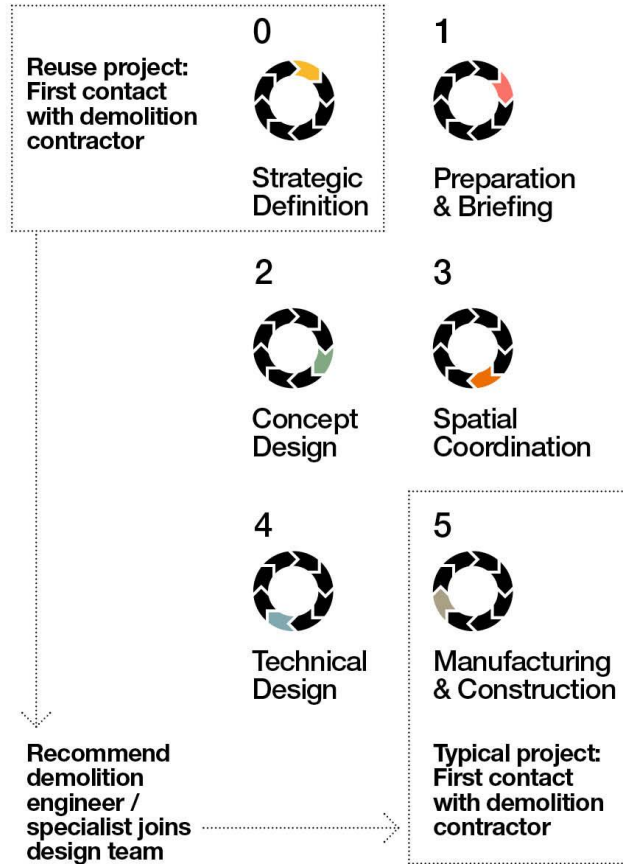 Reuse project:
First contact
with demolition
contractor
0
Strategic
Definition
1
Preparation
& Briefing
2
Concept
Design
3
Spatial
Coordination
4
Technical
Design
5
Manufacturing
& Construction
Recommend
demolition
engineer /
specialist joins
design team
Typical project:
First contact
with demolition
contractor